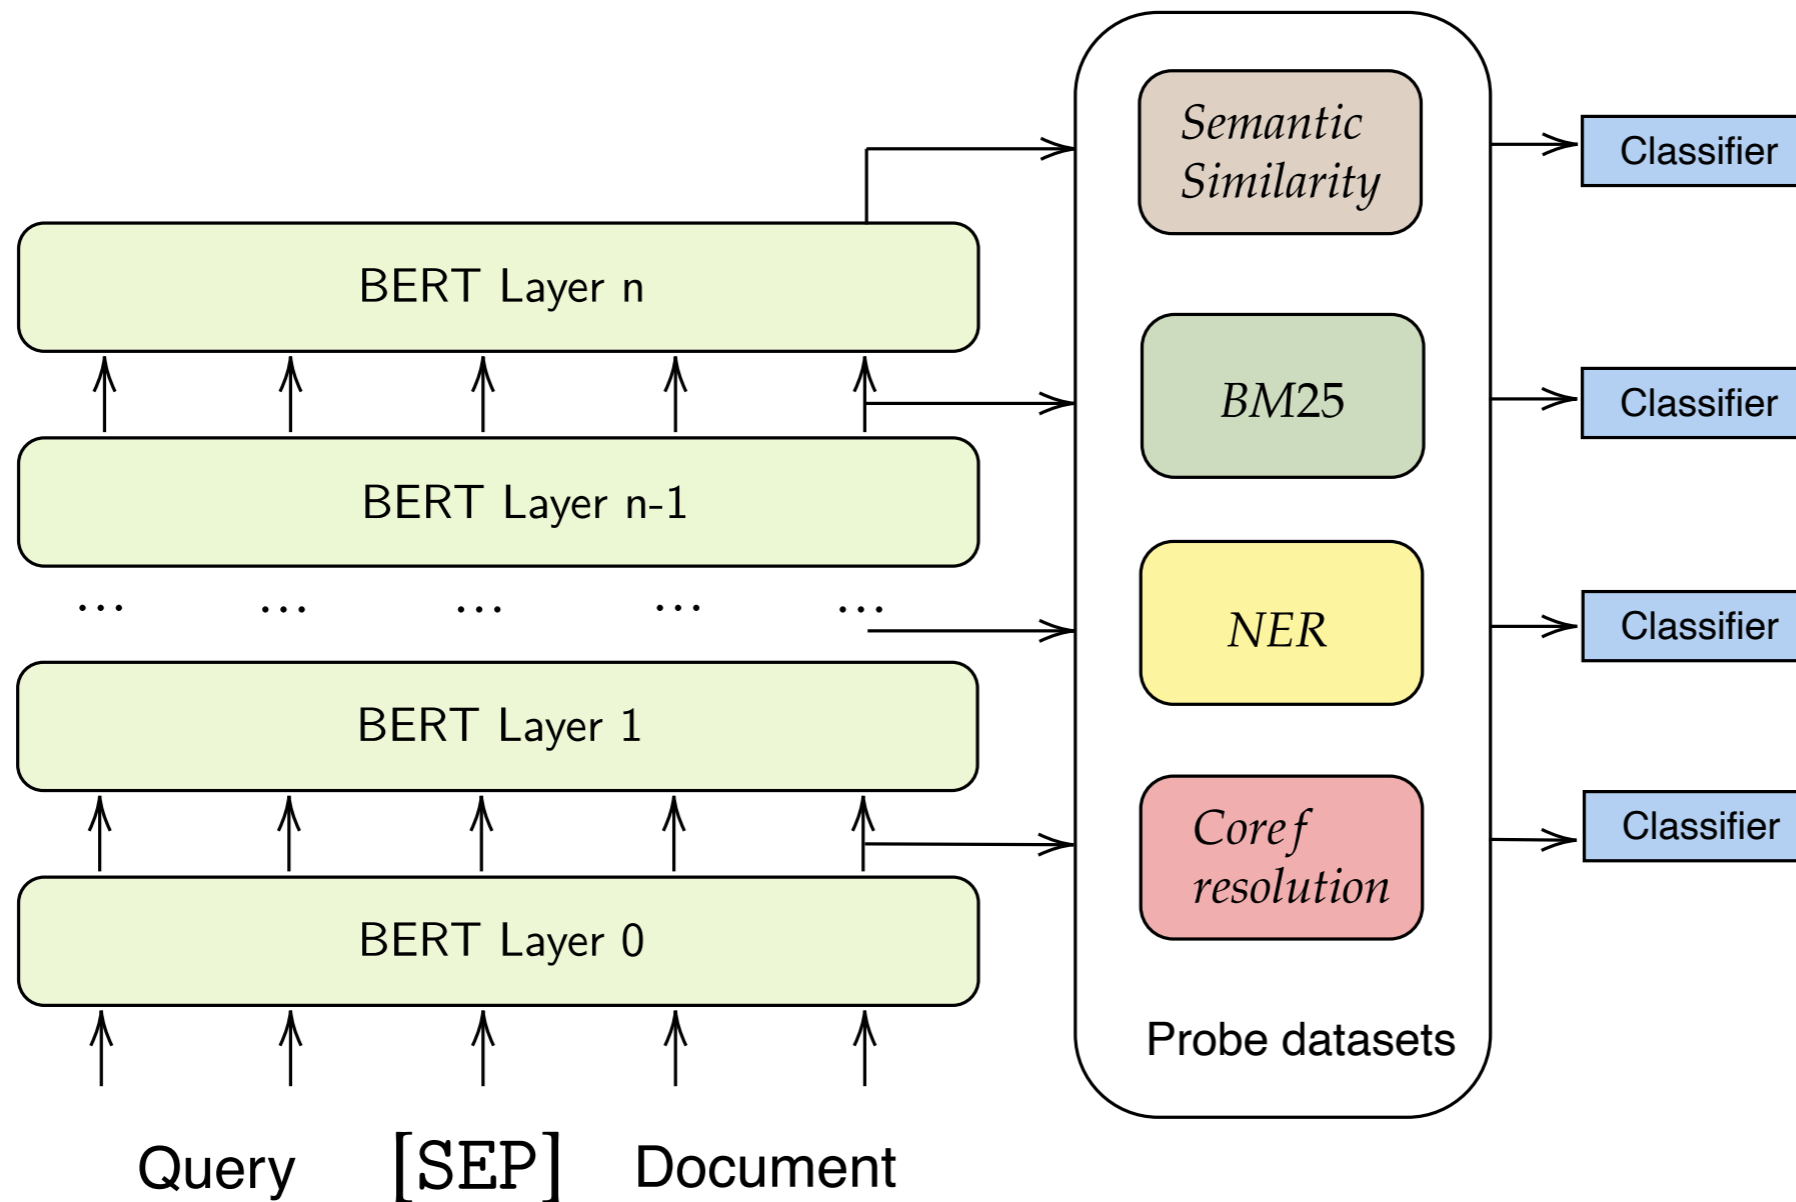 Semantic
Similarity
Classifier
BERT Layer n
BM25
Classifier
BERT Layer n-1
... ... ... ... ...
NER
Classifier
BERT Layer 1
Coref
resolution
Classifier
BERT Layer 0
Probe datasets
Query [SEP] Document